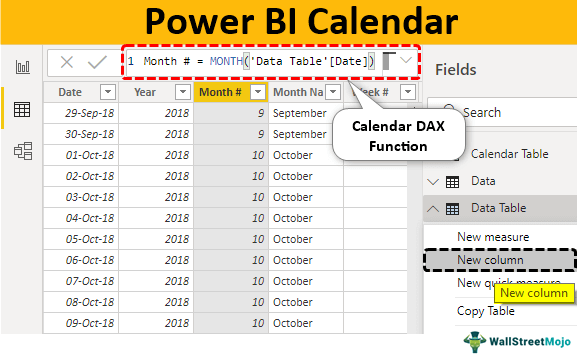 Power BI Calendar
1 Month # = MONTH('Data Table'[Date])
Fields
Search
Date Year Month # Month Na Week #
29-Sep-18 2018 9 September
30-Sep-18 2018 9 September
01-Oct-18 2018 10 October
02-Oct-18 2018 10 October
03-Oct-18 2018 10 October
04-Oct-18 2018 10 October
05-Oct-18 2018 10 October
06-Oct-18 2018 10 October
07-Oct-18 2018 10 October
08-Oct-18 2018 10 October
09-Oct-18 2018 10 October
Calendar DAX
Function
Calendar Table
Data
Data Table
New measure
New column
New quick measure
New column
Copy Table
WallStreetMojo